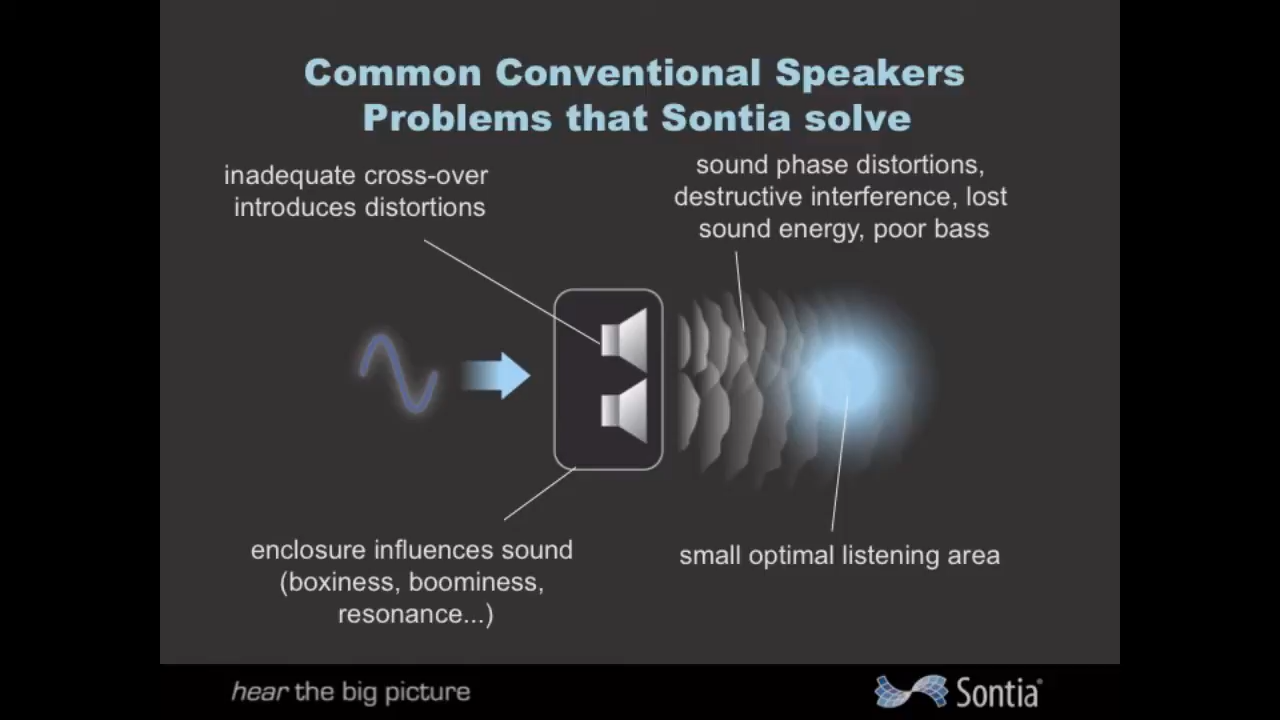 Common Conventional Speakers
Problems that Sontia solve
inadequate cross-over
introduces distortions
sound phase distortions,
destructive interference, lost
sound energy, poor bass
enclosure influences sound
(boxiness, boominess,
resonance...)
small optimal listening area
hear the big picture
Sontia